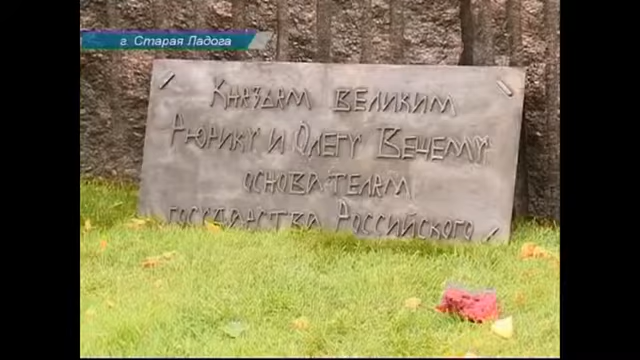 г. Старая Ладога
Князьям великим
Рюрику и Олегу Вещему
основателям
государства Российского